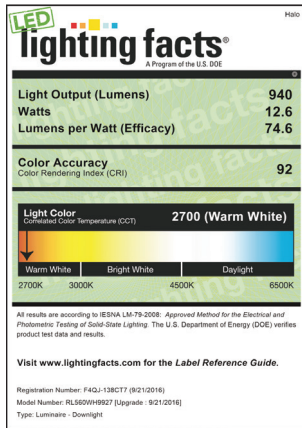 Halo
LED
lighting facts®
A Program of the U.S. DOE
Light Output (Lumens) 940
Watts 12.6
Lumens per Watt (Efficacy) 74.6
Color Accuracy 92
Color Rendering Index (CRI)
Light Color 2700 (Warm White)
Correlated Color Temperature (CCT)
Warm White Bright White Daylight
2700K 3000K 4500K 6500K
All results are according to IESNA LM-79-2008: Approved Method for the Electrical and
Photometric Testing of Solid-State Lighting. The U.S. Department of Energy (DOE) verifies
product test data and results.
Visit www.lightingfacts.com for the Label Reference Guide.
Registration Number: F4QJ-138CT7 (9/21/2016)
Model Number: RL560WH9927 [Upgrade : 9/21/2016]
Type: Luminaire - Downlight